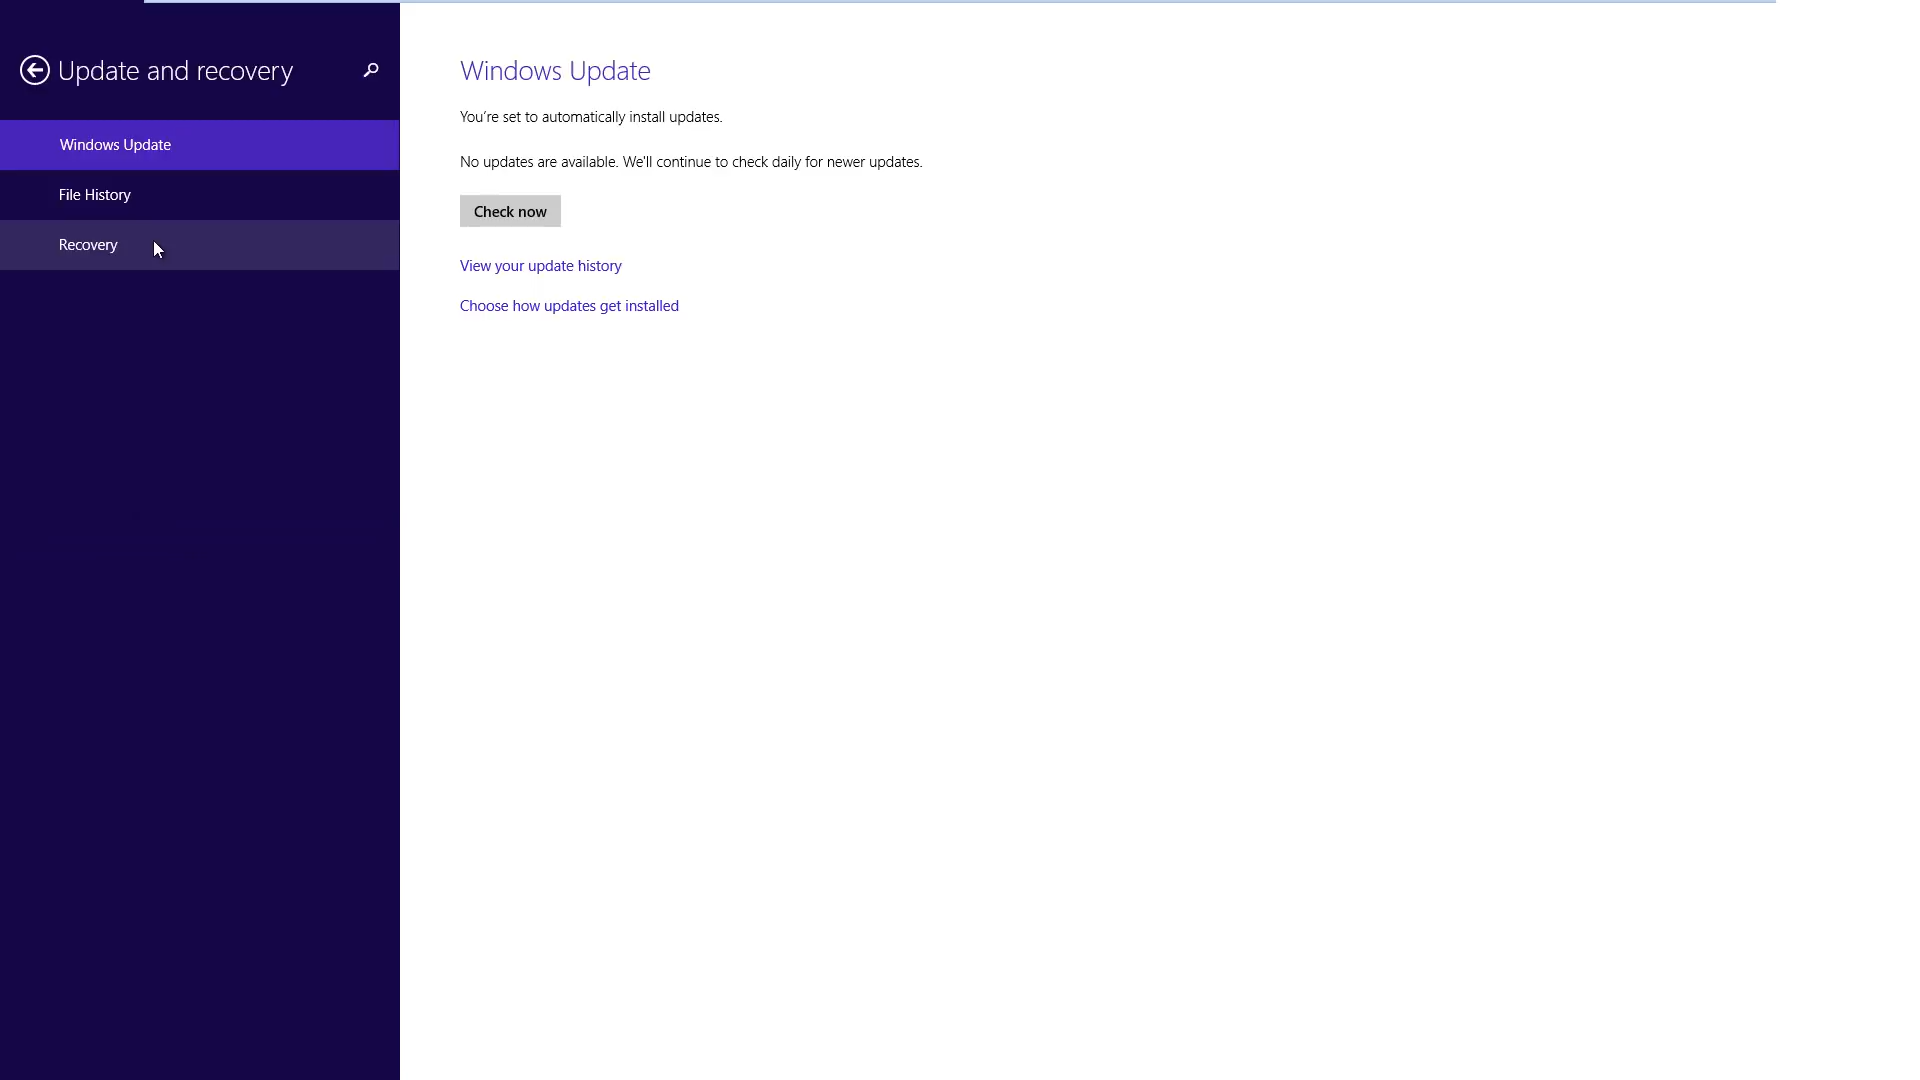 Update and recovery
Windows Update
File History
Recovery
Windows Update
You’re set to automatically install updates.
No updates are available. We'll continue to check daily for newer updates.
Check now
View your update history
Choose how updates get installed